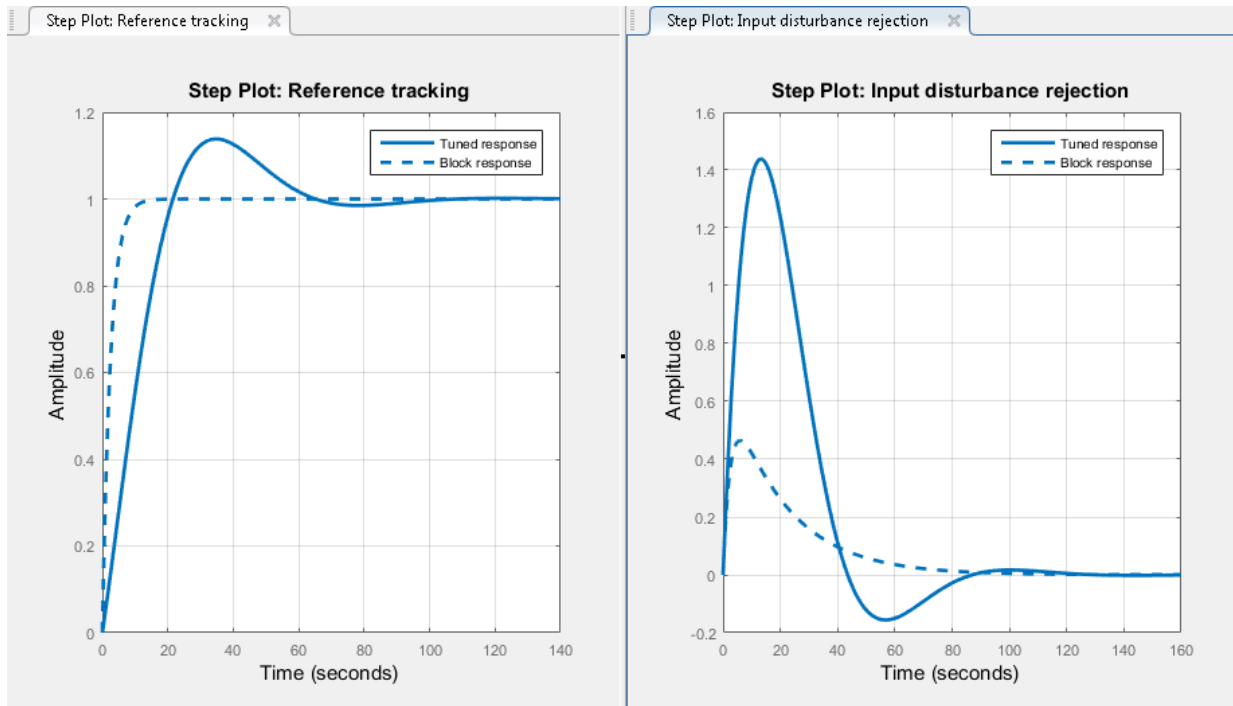 Step Plot: Reference tracking
Step Plot: Input disturbance rejection
Step Plot: Reference tracking
1.2
1
0.8
0.6
0.4
0.2
0
Amplitude
Tuned response
Block response
0 20 40 60 80 100 120 140
Time (seconds)
Step Plot: Input disturbance rejection
1.6
1.4
1.2
1
0.8
0.6
0.4
0.2
0
-0.2
Amplitude
Tuned response
Block response
0 20 40 60 80 100 120 140 160
Time (seconds)